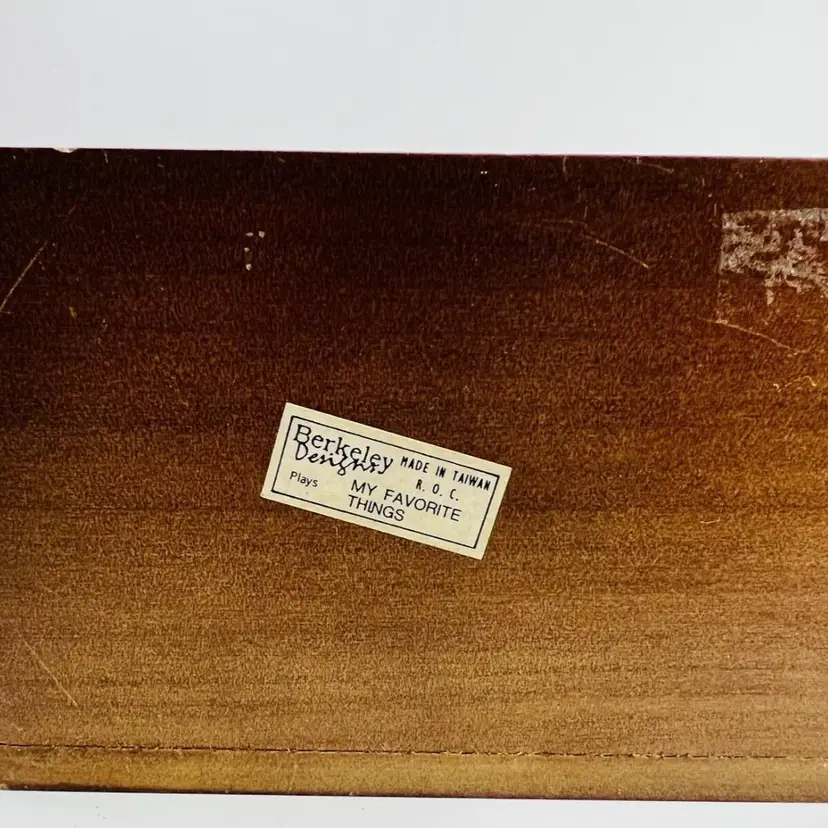 Berkeley MADE IN TAIWAN
Designs R. O. C.
Plays MY FAVORITE
THINGS